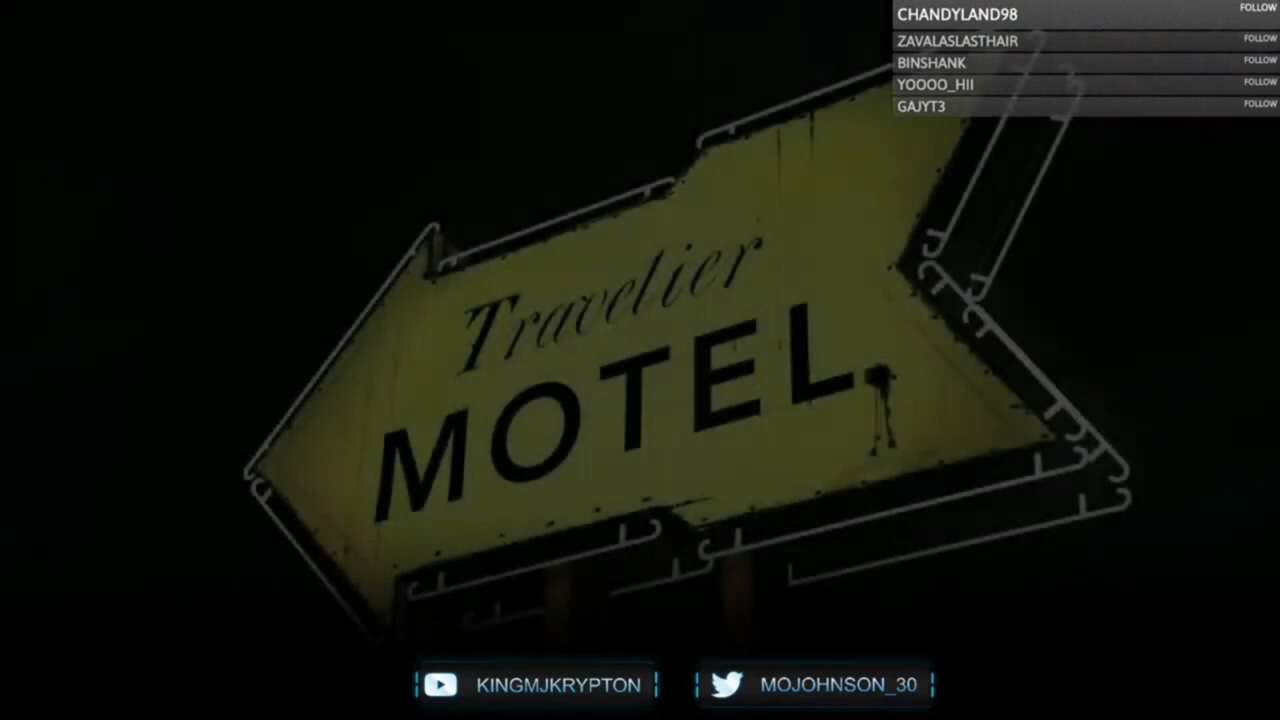 CHANDYLAND98 FOLLOW
ZAVALASLASTHAIR FOLLOW
BINSHANK FOLLOW
YOOOO_HII FOLLOW
GAJYT3 FOLLOW
Travelier
MOTEL
KINGMJKRYPTON
MOJOHNSON_30